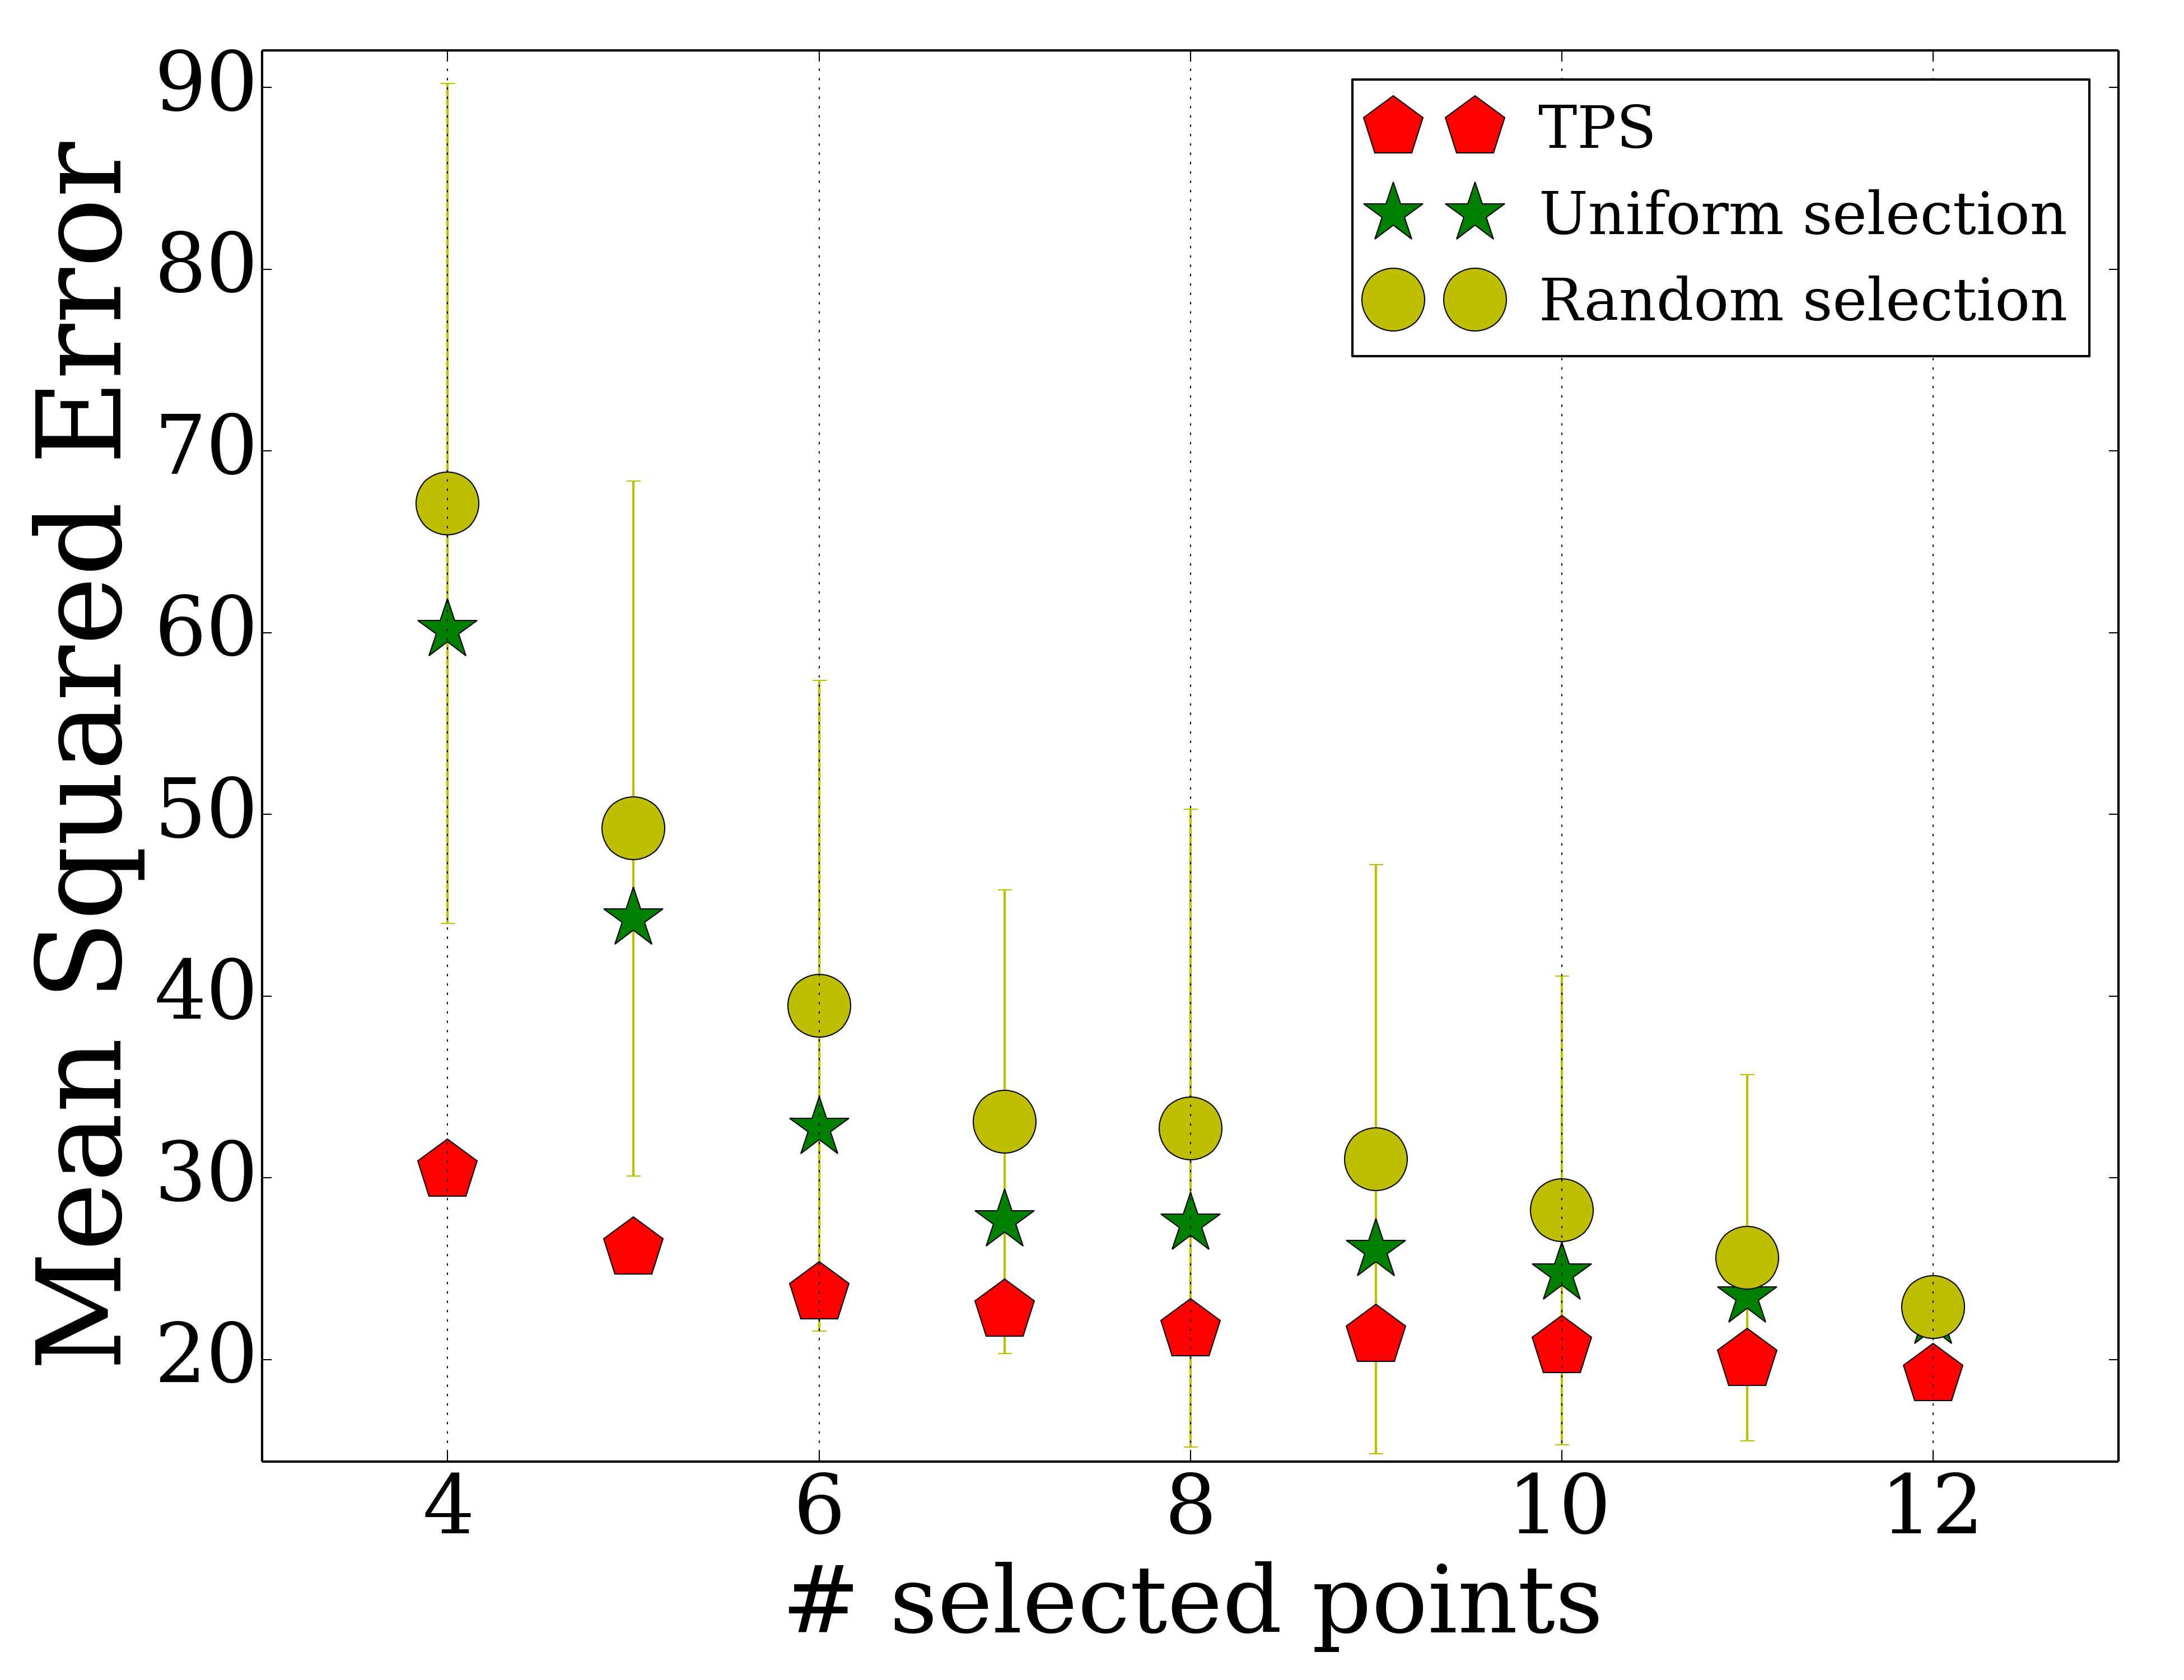 Mean Squared Error
90
80
70
60
50
40
30
20
TPS
Uniform selection
Random selection
4 6 8 10 12
# selected points